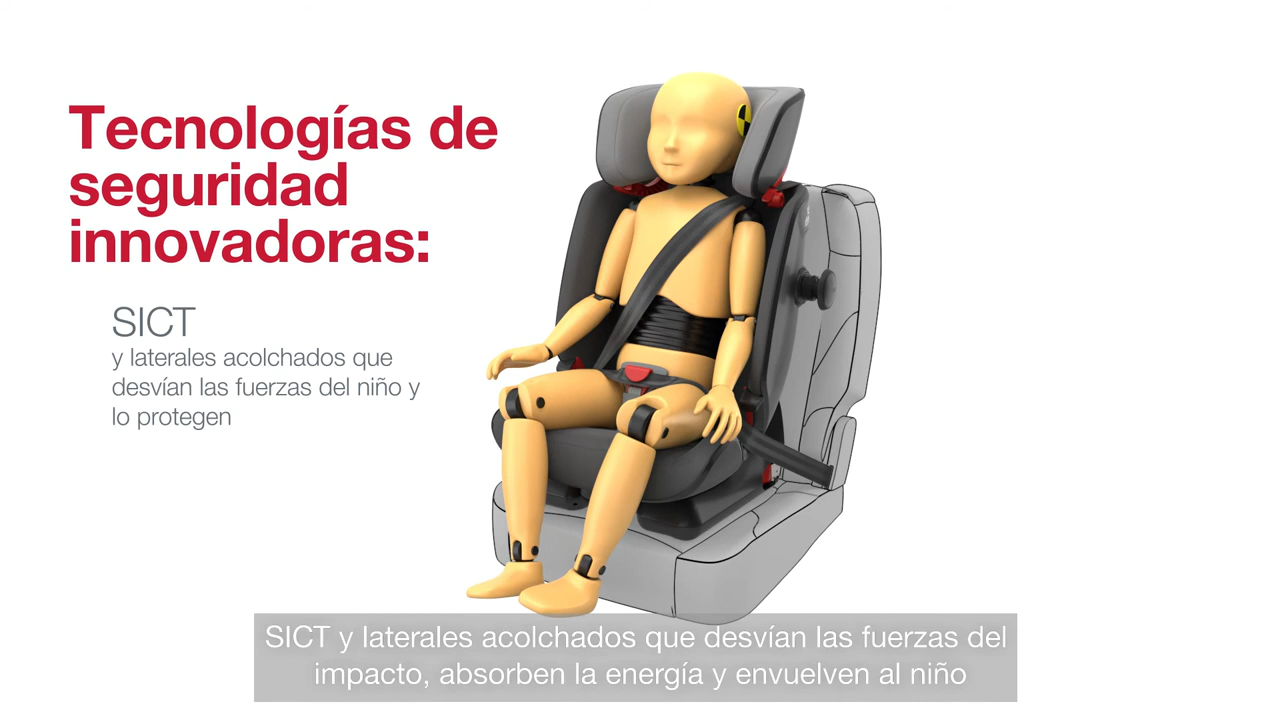 Tecnologías de
seguridad
innovadoras:
SICT
y laterales acolchados que
desvían las fuerzas del niño y
lo protegen
SICT y laterales acolchados que desvían las fuerzas del
impacto, absorben la energía y envuelven al niño